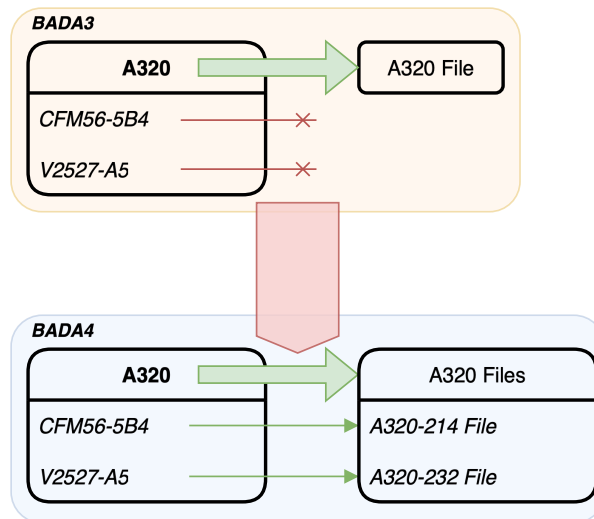 BADA3
A320
A320 File
CFM56-5B4
V2527-A5
BADA4
A320
A320 Files
CFM56-5B4
A320-214 File
V2527-A5
A320-232 File